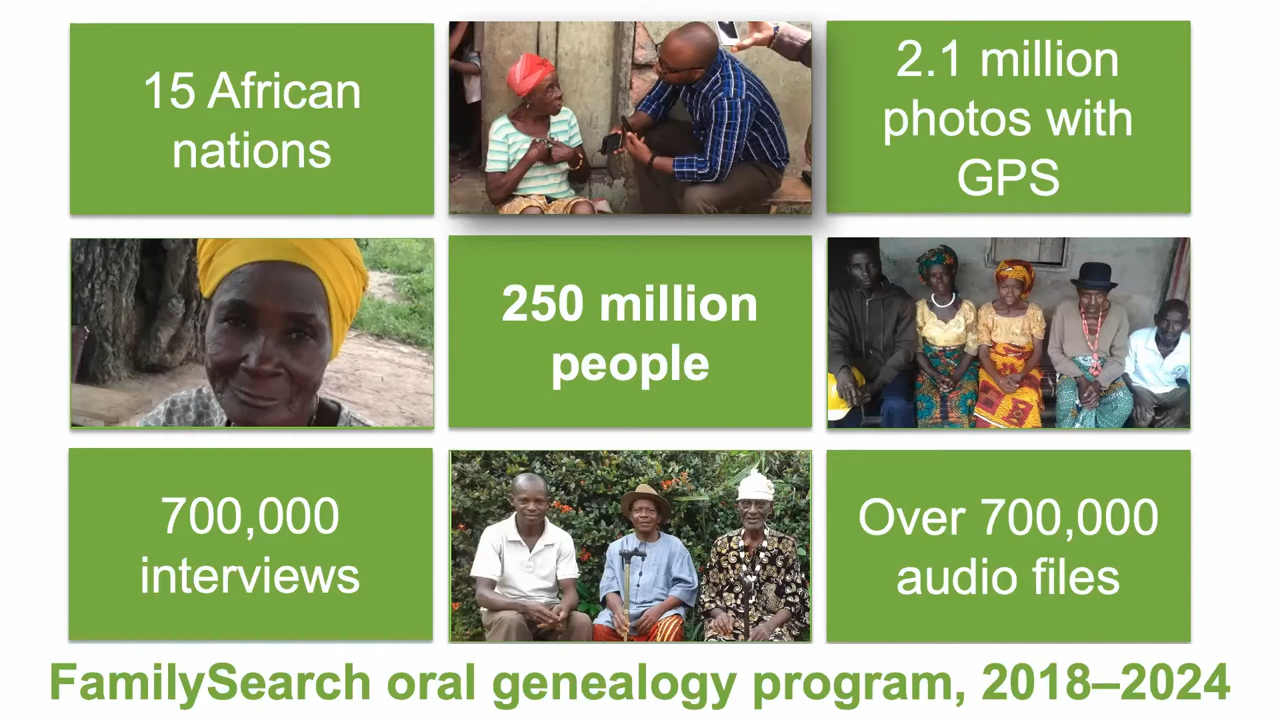 15 African
nations
2.1 million
photos with
GPS
250 million
people
700,000
interviews
Over 700,000
audio files
FamilySearch oral genealogy program, 2018–2024